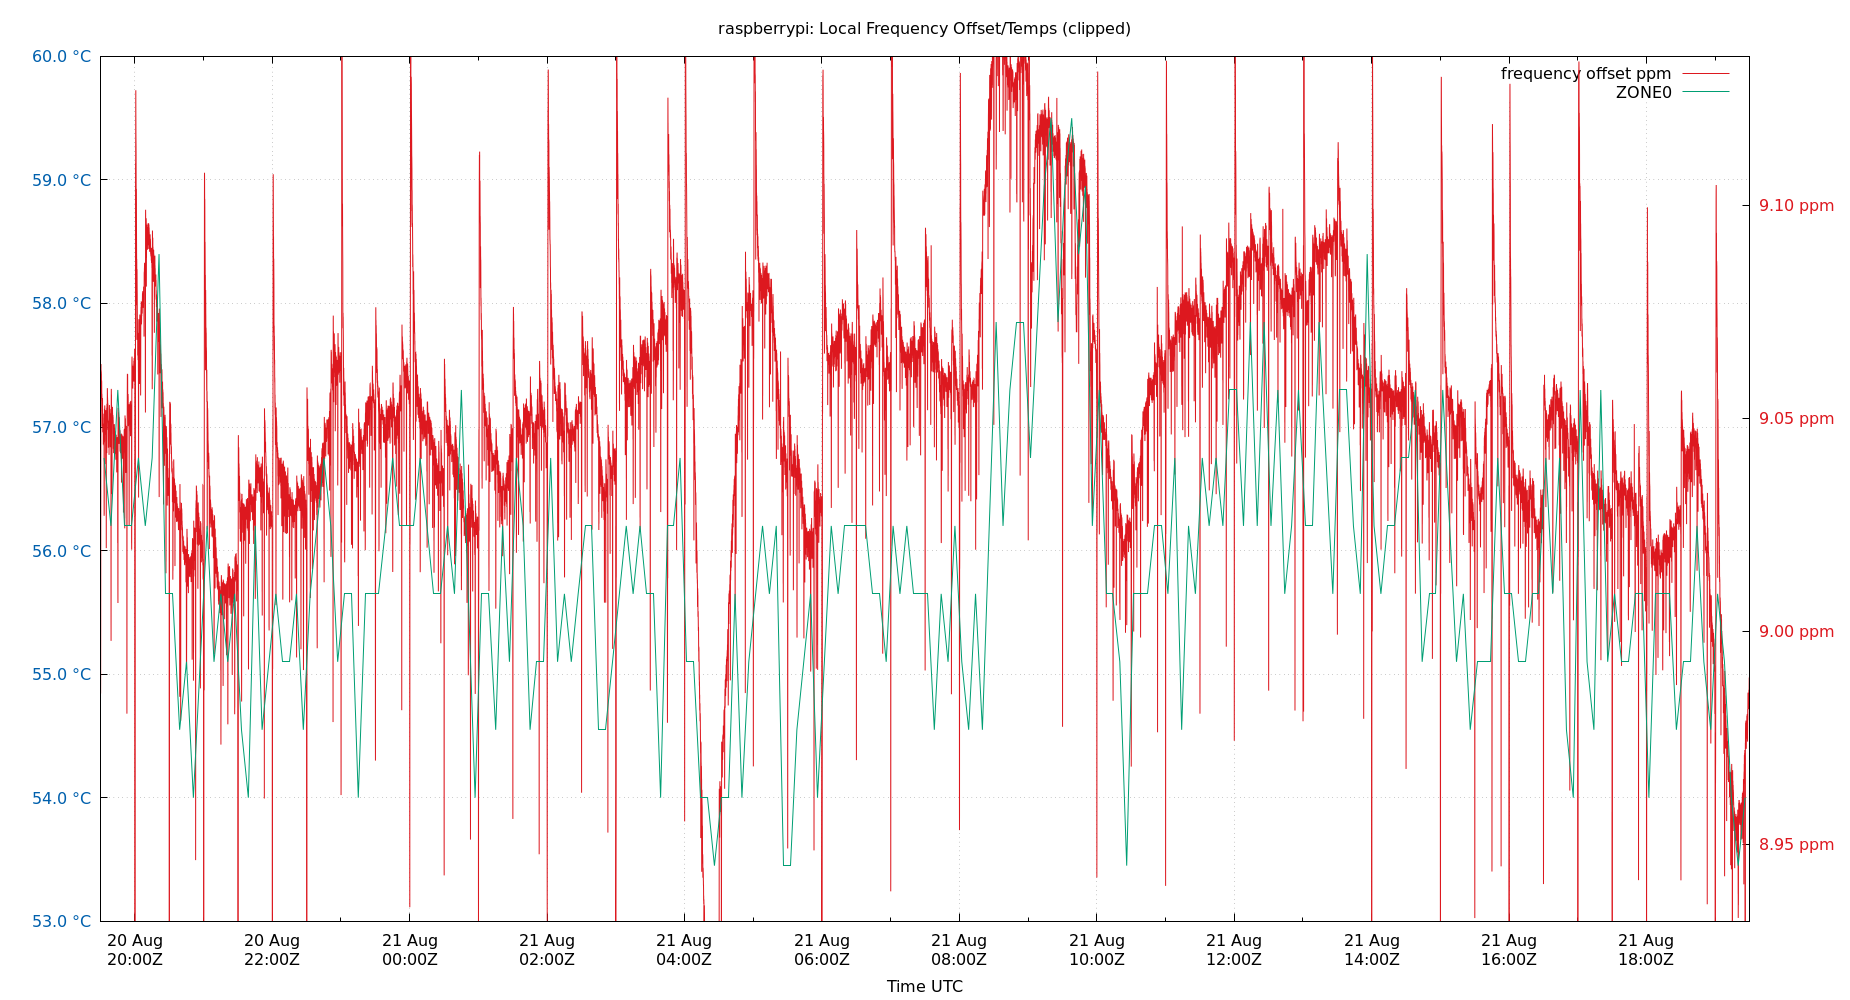 raspberrypi: Local Frequency Offset/Temps (clipped)
frequency offset ppm
ZONE0
60.0 °C
59.0 °C
58.0 °C
57.0 °C
56.0 °C
55.0 °C
54.0 °C
53.0 °C
9.10 ppm
9.05 ppm
9.00 ppm
8.95 ppm
20 Aug 20 Aug 21 Aug 21 Aug 21 Aug 21 Aug 21 Aug 21 Aug 21 Aug 21 Aug 21 Aug 21 Aug
20:00Z 22:00Z 00:00Z 02:00Z 04:00Z 06:00Z 08:00Z 10:00Z 12:00Z 14:00Z 16:00Z 18:00Z
Time UTC